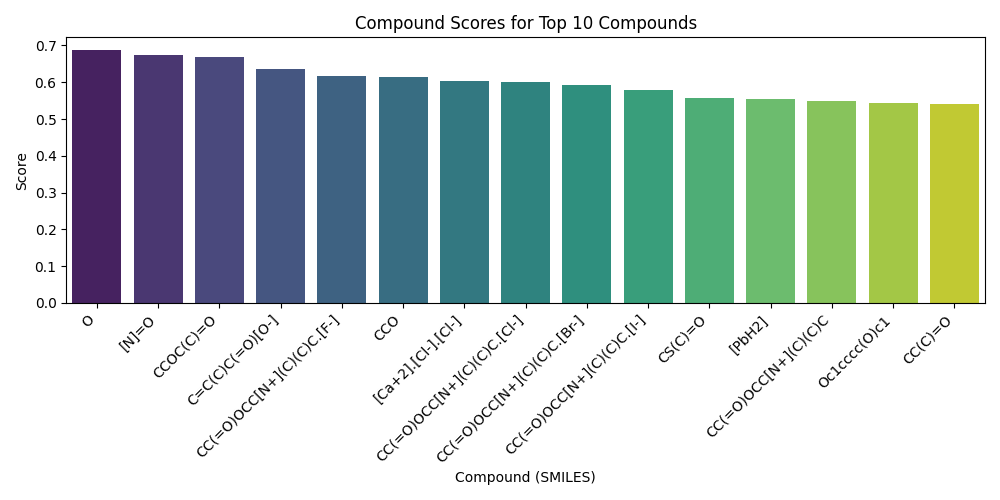 Compound Scores for Top 10 Compounds
Score
0.7
0.6
0.5
0.4
0.3
0.2
0.1
0.0
O
[N]=O
CCOC(C)=O
C=C(C)C(=O)[O-]
CC(=O)OCC[N+](C)(C)C.[F-]
CCO
[Ca+2].[Cl-].[Cl-]
CC(=O)OCC[N+](C)(C)C.[Cl-]
CC(=O)OCC[N+](C)(C)C.[Br-]
CC(=O)OCC[N+](C)(C)C.[I-]
CS(C)=O
[PbH2]
CC(=O)OCC[N+](C)(C)C
Oc1cccc(O)c1
CC(C)=O
Compound (SMILES)